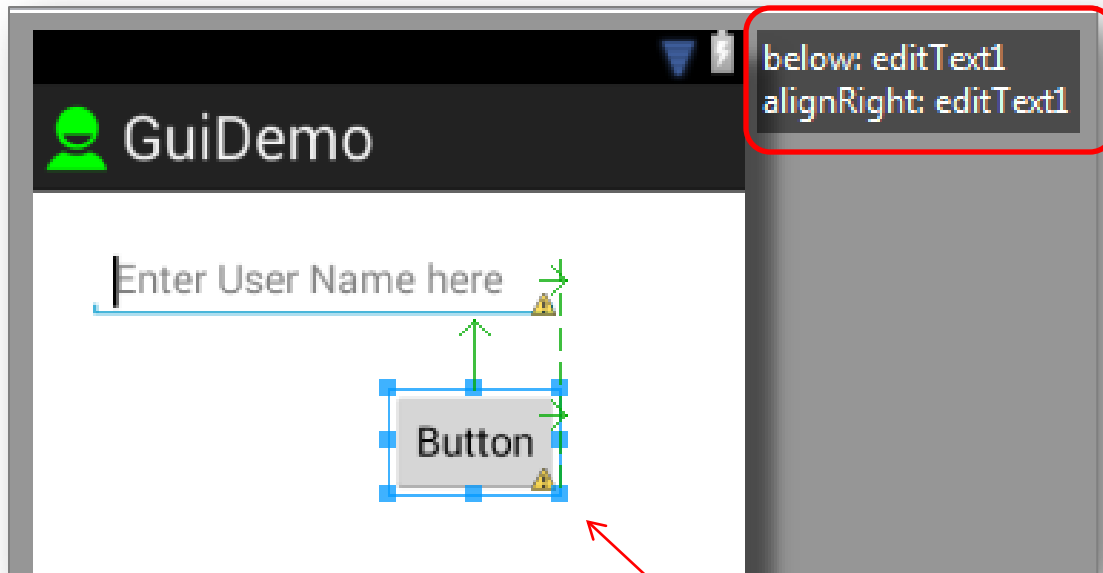 below: editText1
alignRight: editText1
GuiDemo
Enter User Name here
Button